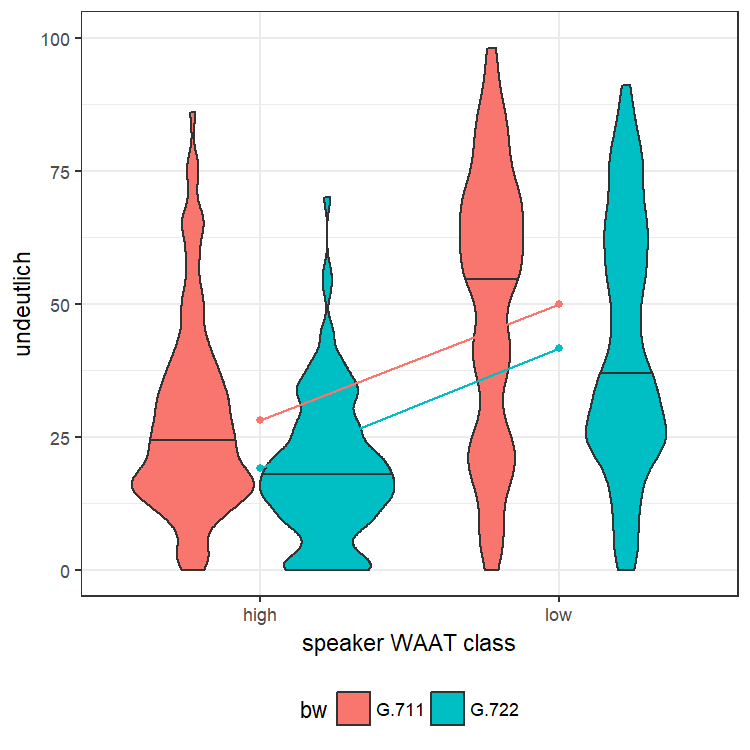 100
75
50
25
0
undeutlich
high low
speaker WAAT class
bw G.711 G.722